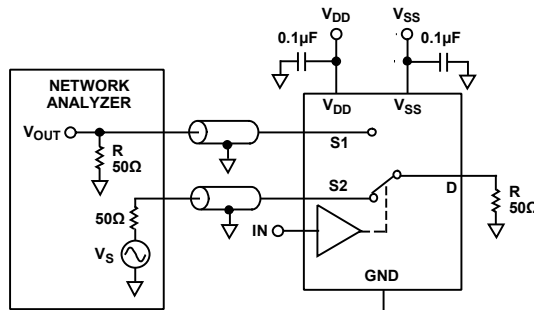 V_DD V_SS
0.1µF 0.1µF
NETWORK
ANALYZER
V_DD V_SS
V_OUT
R
50Ω
S1
50Ω
S2
D
R
50Ω
V_S
IN
GND